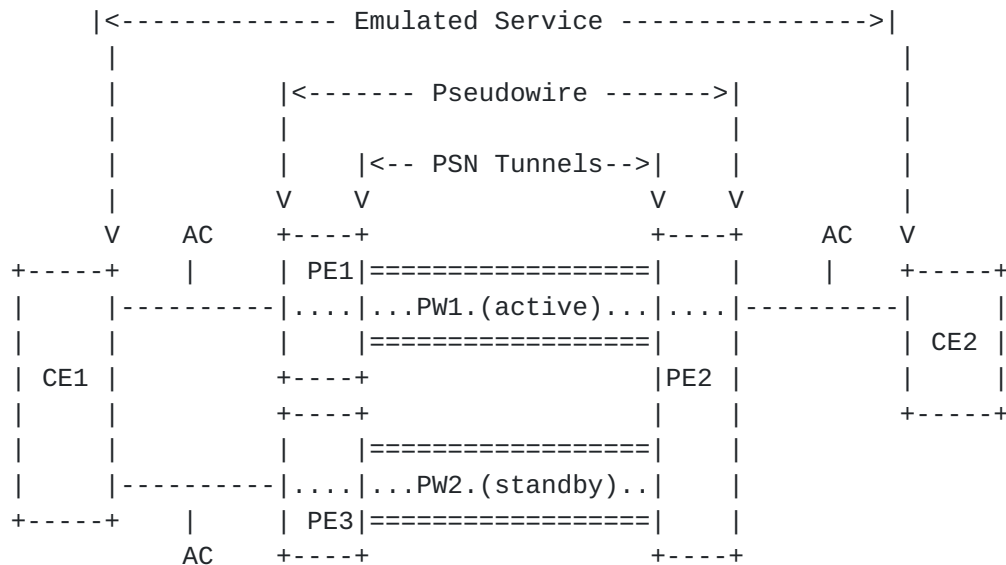 |<-------------- Emulated Service ---------------->|
|<------- Pseudowire ------->|
|<-- PSN Tunnels-->|
V V V V
V AC +----+ +----+ AC V
+-----+ | | PE1|==================| | | +-----+
| |----------|....|...PW1.(active)...|....|----------| |
| | | |==================| | | CE2 |
| CE1 | +----+ |PE2 | | |
| | +----+ | | +-----+
| | | |==================| |
| |----------|....|...PW2.(standby)..| |
+-----+ | | PE3|==================| |
AC +----+ +----+